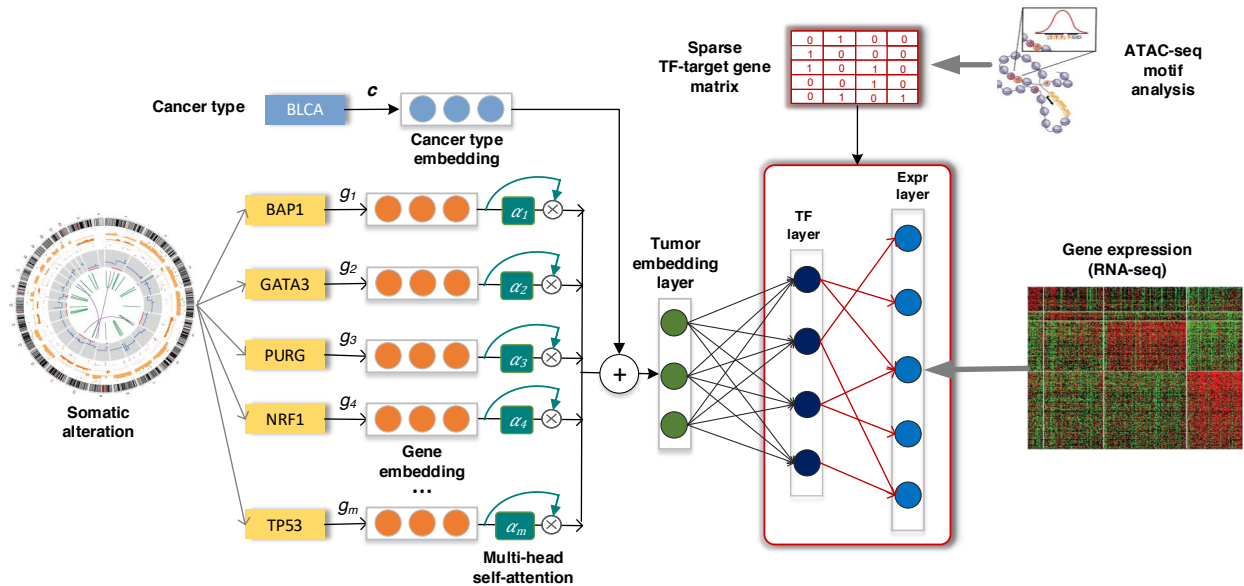 Sparse
TF-target gene
matrix
0 1 0 0
1 0 0 0
1 0 1 0
0 0 0 0
0 1 0 1
ATAC-seq
motif
analysis
Cancer type
BLCA
c
Cancer type
embedding
Somatic
alteration
BAP1
g1
α1
GATA3
g2
α2
PURG
g3
α3
NRF1
g4
α4
Gene
embedding
...
TP53
gm
αm
Multi-head
self-attention
+
Tumor
embedding
layer
TF
layer
Expr
layer
Gene expression
(RNA-seq)